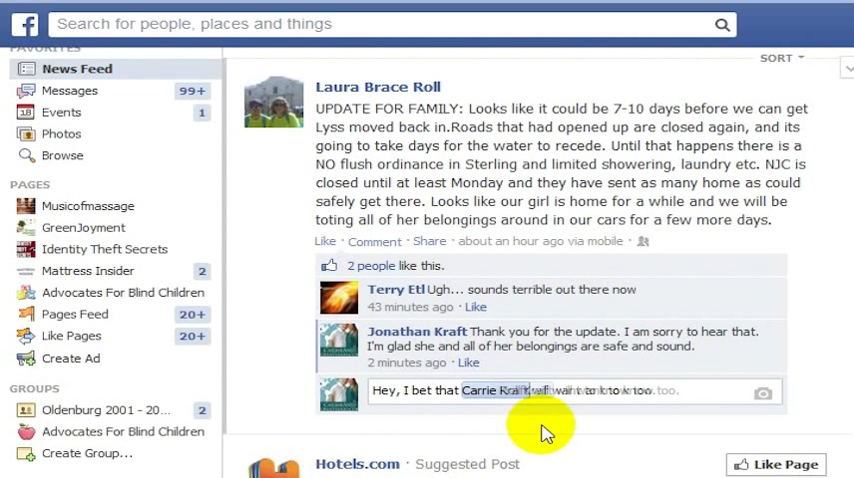 f Search for people, places and things
FAVORITES
News Feed
Messages 99+
18 Events 1
Photos
Browse
PAGES
Musicofmassage
GreenJoyment
Identity Theft Secrets
Mattress Insider 2
Advocates For Blind Children
Pages Feed 20+
Like Pages 20+
Create Ad
GROUPS
Oldenburg 2001 - 20... 2
Advocates For Blind Children
Create Group...
SORT
Laura Brace Roll
UPDATE FOR FAMILY: Looks like it could be 7-10 days before we can get
Lyss moved back in.Roads that had opened up are closed again, and its
going to take days for the water to recede. Until that happens there is a
NO flush ordinance in Sterling and limited showering, laundry etc. NJC is
closed until at least Monday and they have sent as many home as could
safely get there. Looks like our girl is home for a while and we will be
toting all of her belongings around in our cars for a few more days.
Like · Comment · Share · about an hour ago via mobile ·
2 people like this.
Terry Etl Ugh... sounds terrible out there now
43 minutes ago · Like
Jonathan Kraft Thank you for the update. I am sorry to hear that.
I'm glad she and all of her belongings are safe and sound.
2 minutes ago · Like
Hey, I bet that Carrie too.
Hotels.com · Suggested Post
Like Page